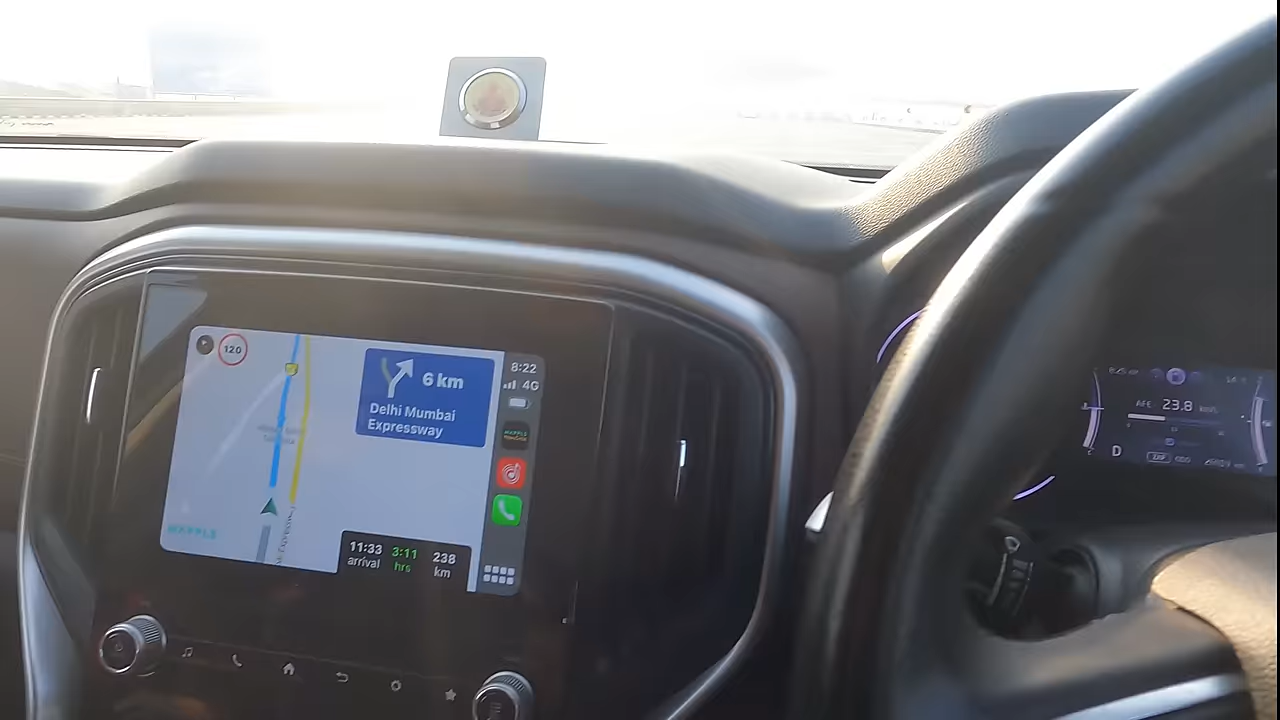 120
6 km
Delhi Mumbai
Expressway
8:22
4G
MAPPLS
11:33 3:11 238
arrival hrs km
AFE 23.8
D